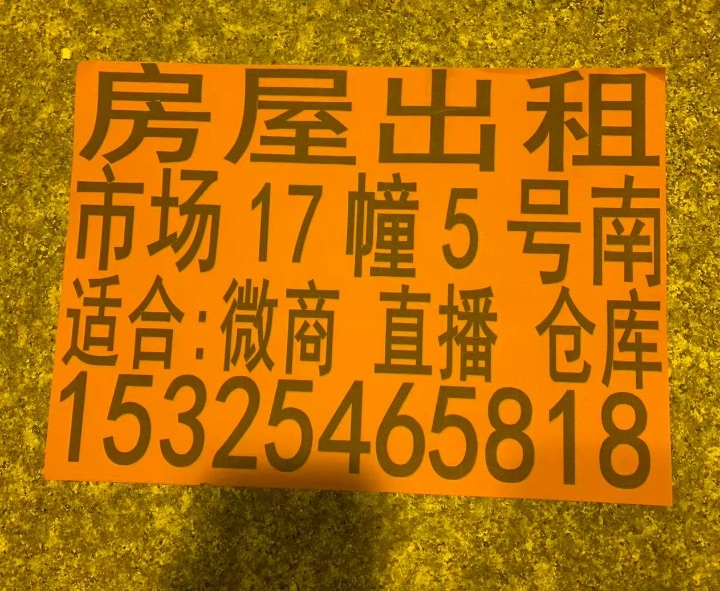 房屋出租
市场 17 幢 5 号南
适合:微商 直播 仓库
15325465818